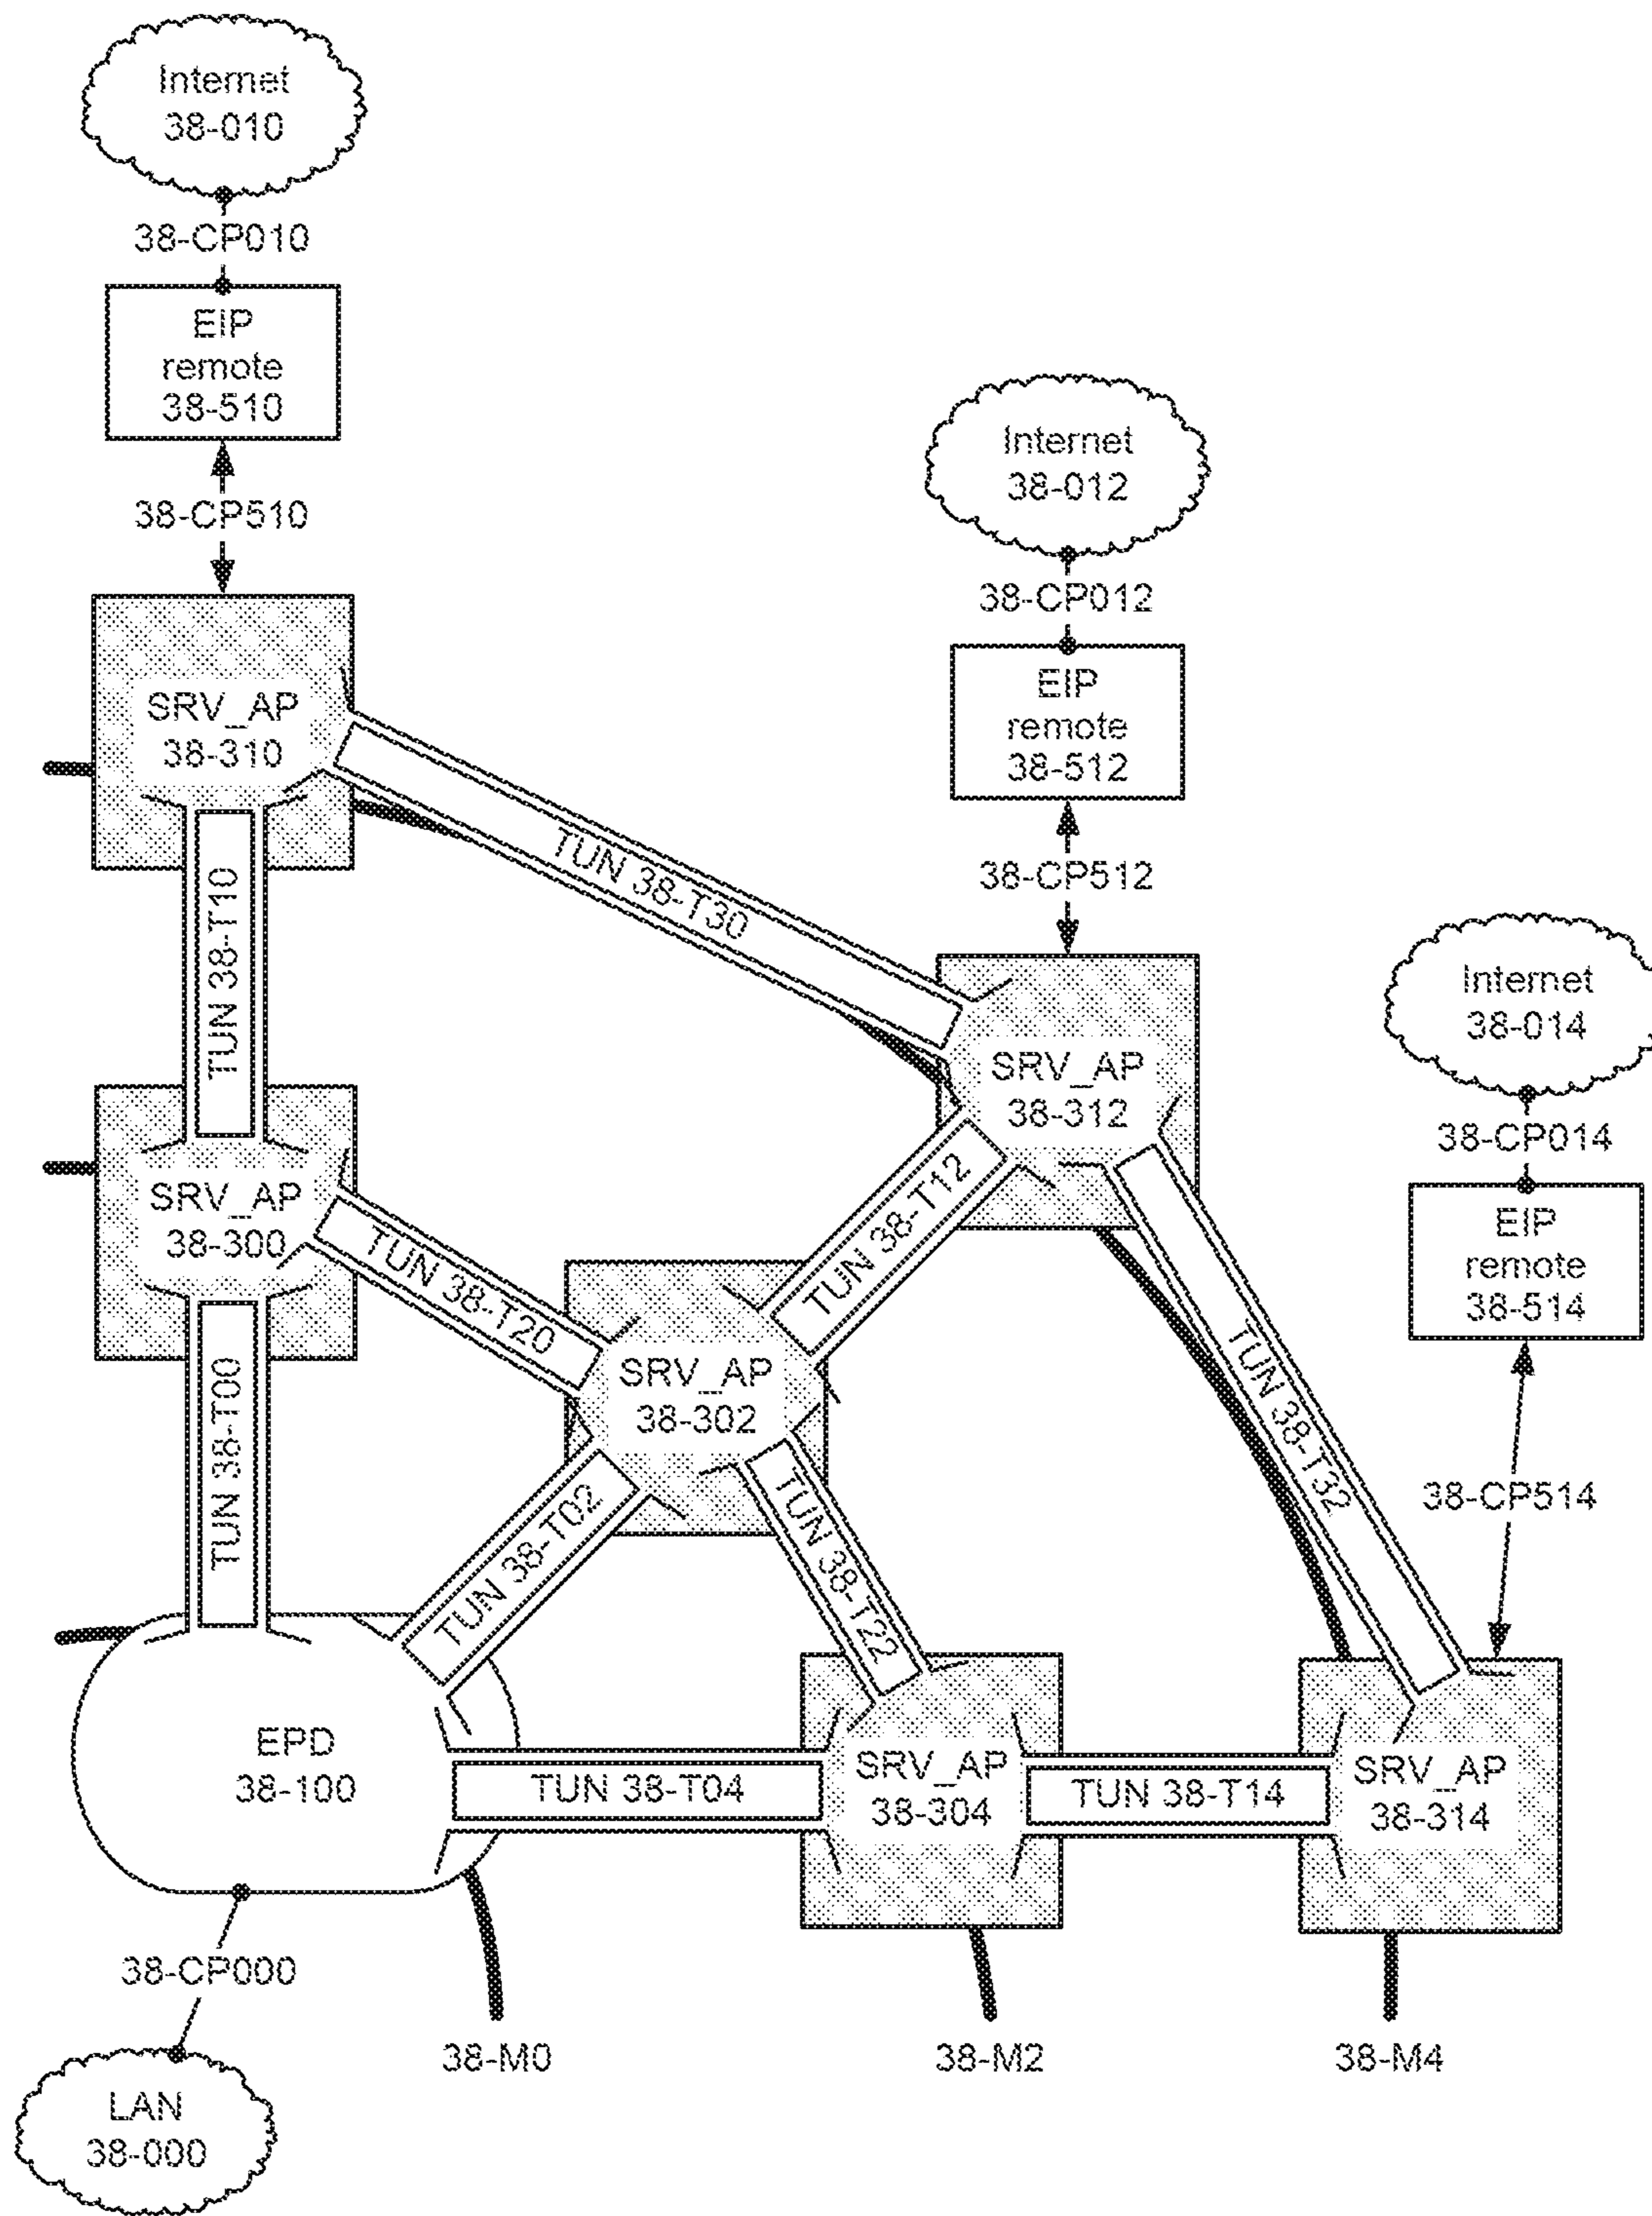 Internet
38-010
38-CP010
EIP
remote
38-510
38-CP510
Internet
38-012
38-CP012
EIP
remote
38-512
38-CP512
SRV_AP
38-310
TUN 38-T30
TUN 38-T10
Internet
38-014
38-CP014
EIP
remote
38-514
38-CP514
SRV_AP
38-312
SRV_AP
38-300
TUN 38-T20
TUN 38-T12
TUN 38-T32
SRV_AP
38-302
TUN 38-T00
TUN 38-T02
TUN 38-T22
EPD
38-100
TUN 38-T04
SRV_AP
38-304
TUN 38-T14
SRV_AP
38-314
38-CP000
38-M0
38-M2
38-M4
LAN
38-000